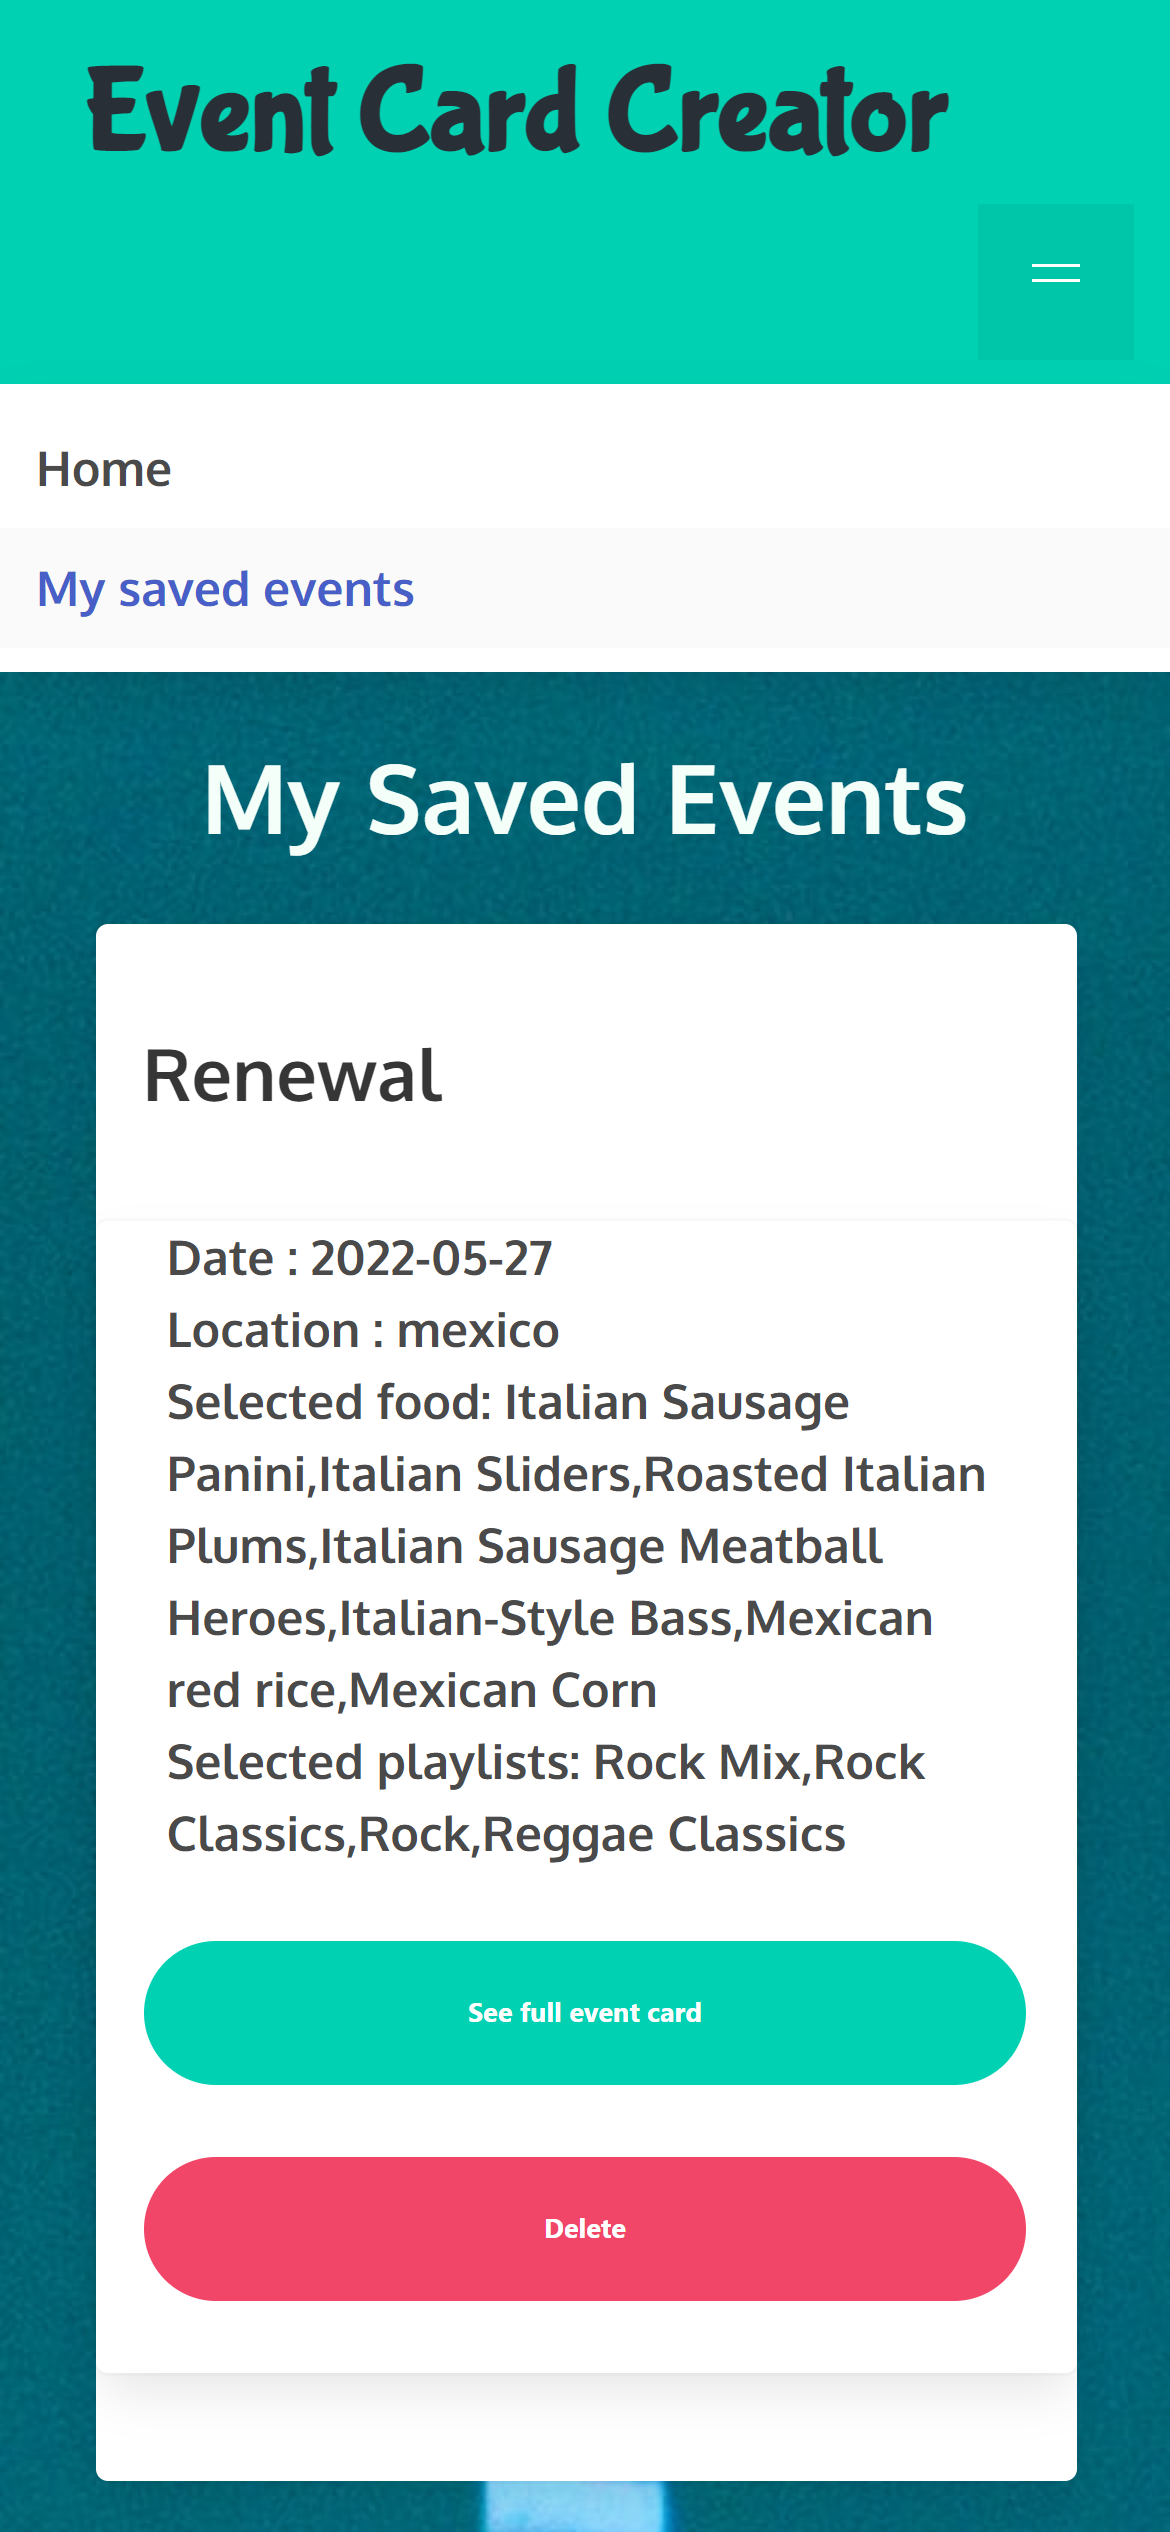 Event Card Creator
Home
My saved events
My Saved Events
Renewal
Date : 2022-05-27
Location : mexico
Selected food: Italian Sausage
Panini,Italian Sliders,Roasted Italian
Plums,Italian Sausage Meatball
Heroes,Italian-Style Bass,Mexican
red rice,Mexican Corn
Selected playlists: Rock Mix,Rock
Classics,Rock,Reggae Classics
See full event card
Delete